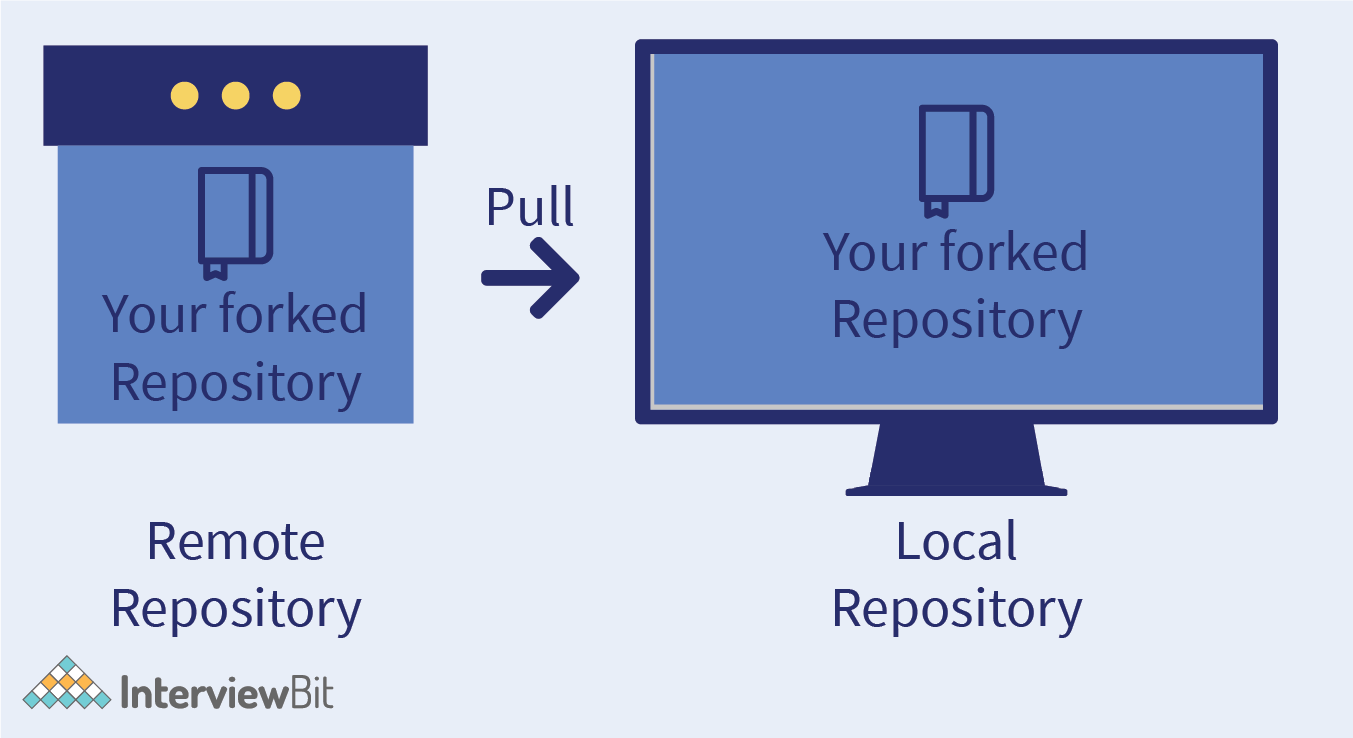 Your forked
Repository
Pull
Your forked
Repository
Remote
Repository
Local
Repository
InterviewBit